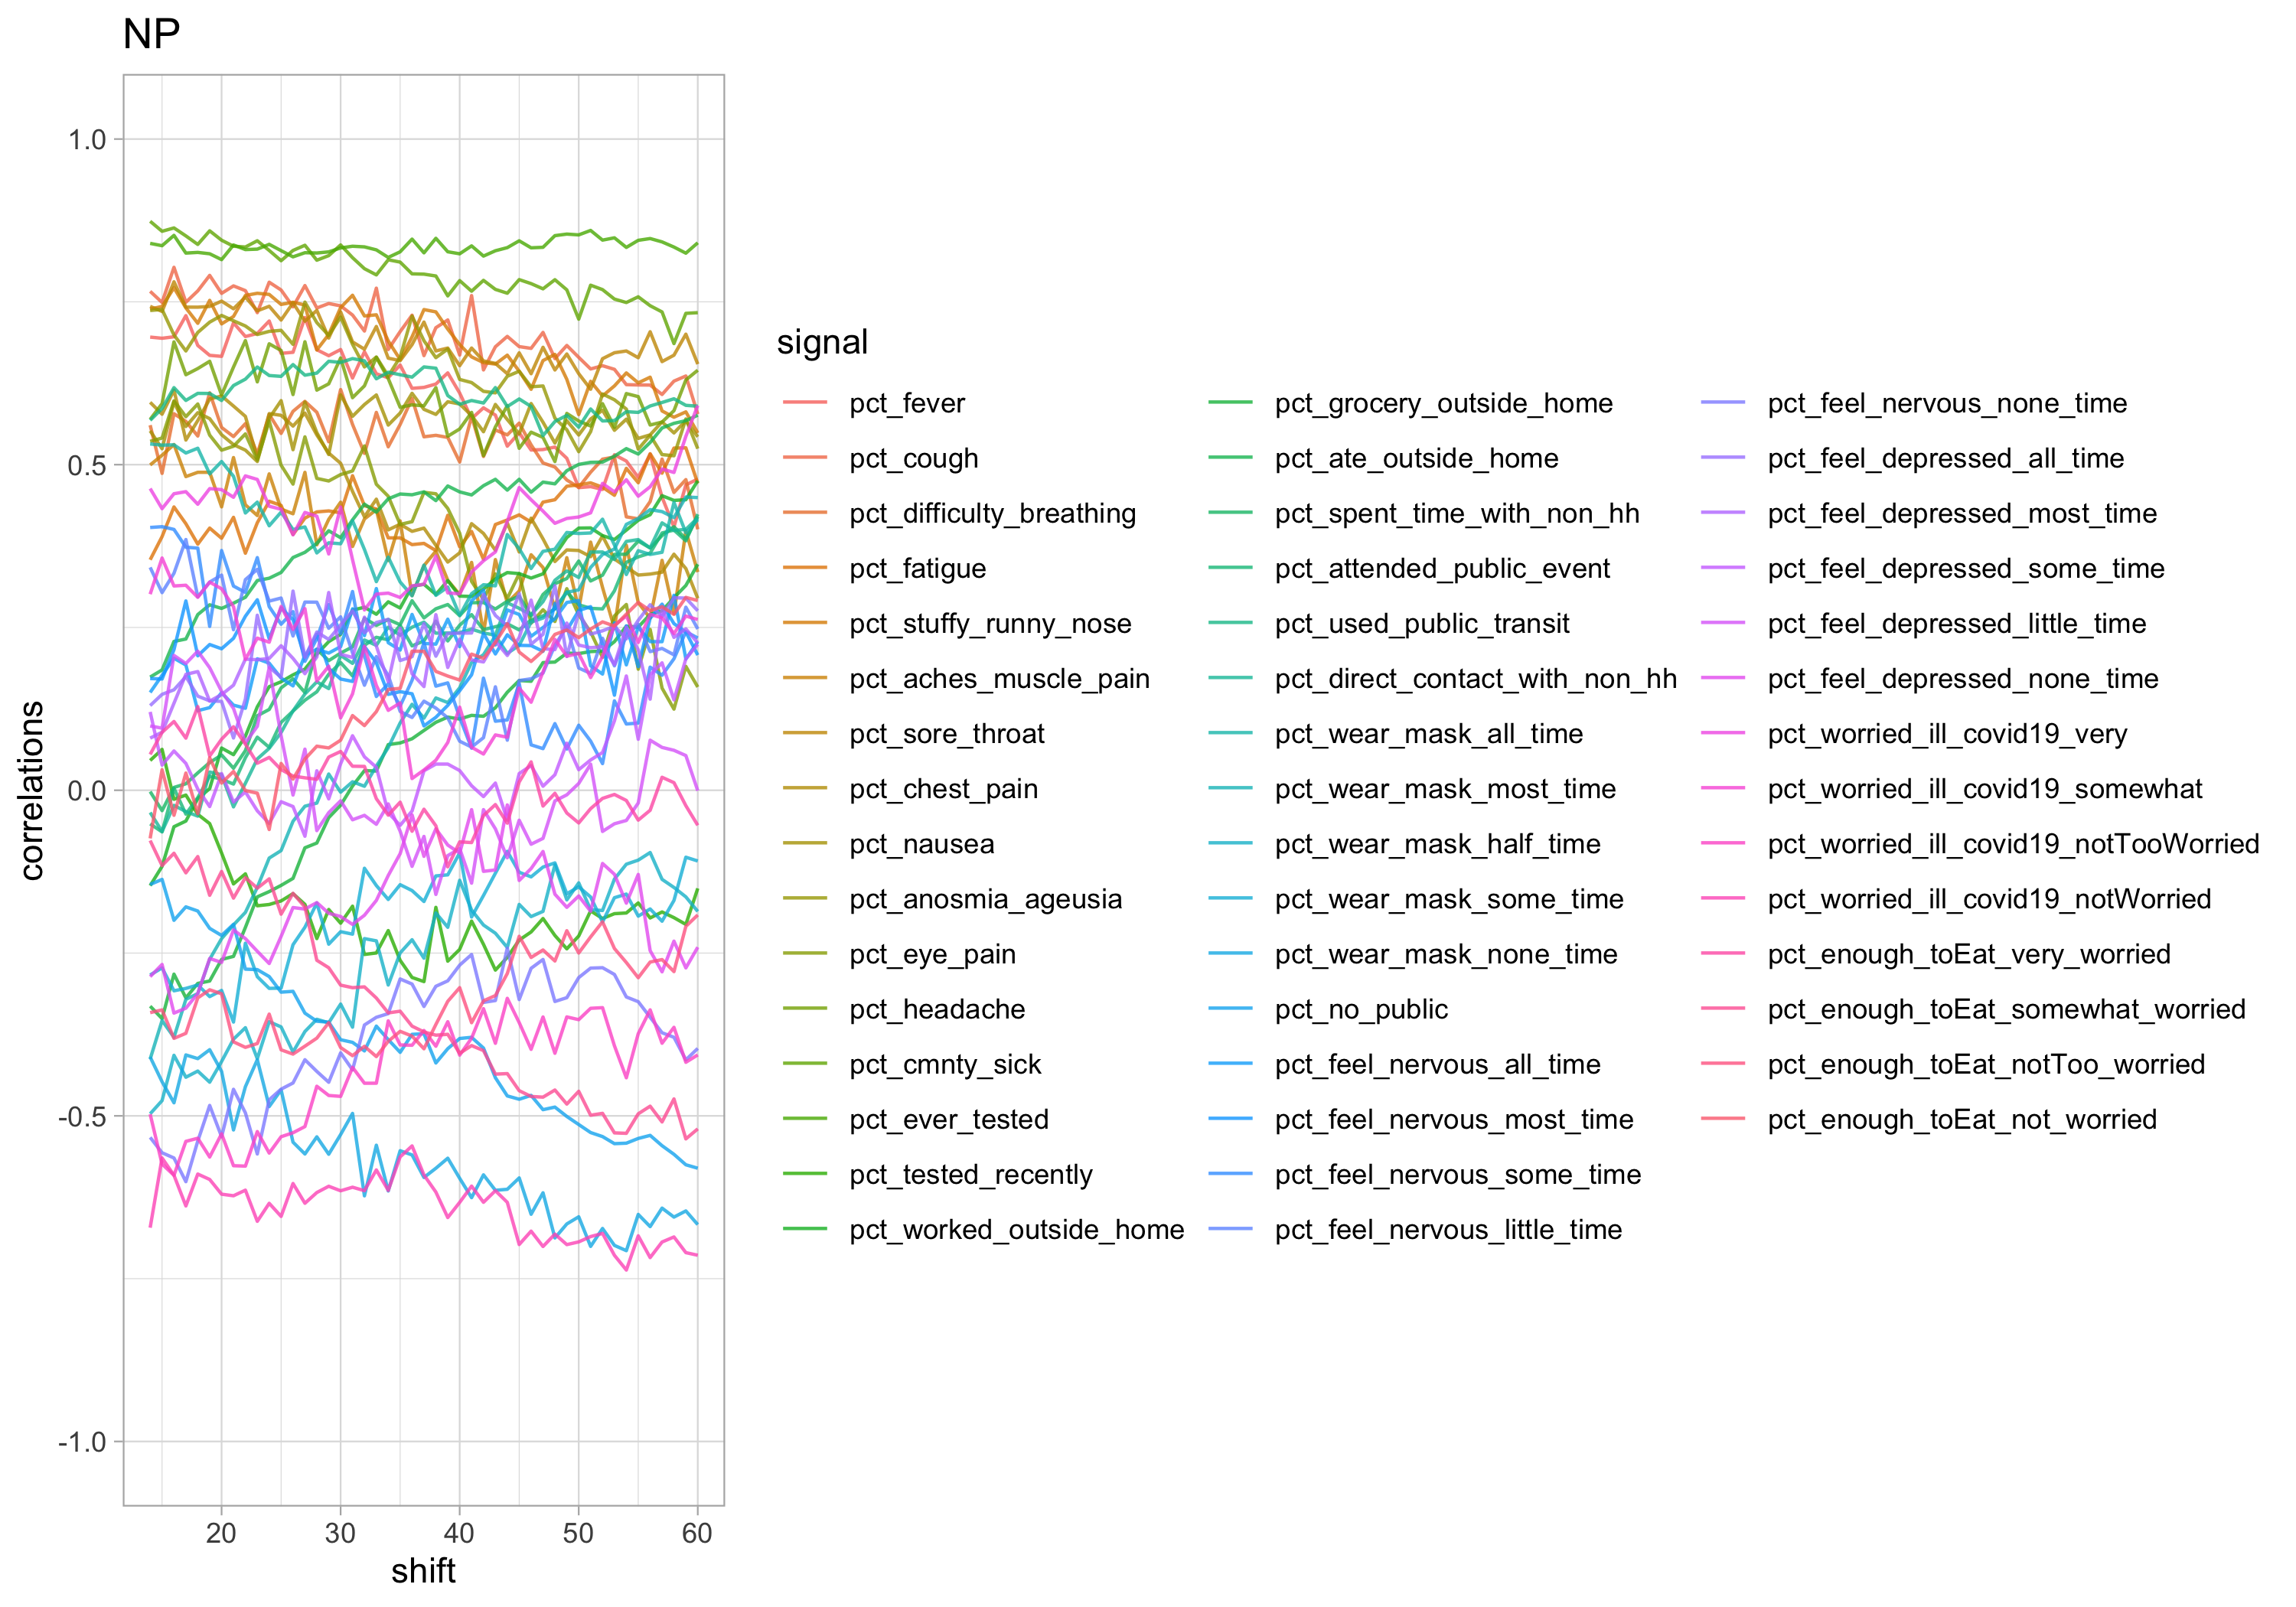 NP
1.0
0.5
0.0
-0.5
-1.0
correlations
20 30 40 50 60
shift
signal
pct_fever
pct_cough
pct_difficulty_breathing
pct_fatigue
pct_stuffy_runny_nose
pct_aches_muscle_pain
pct_sore_throat
pct_chest_pain
pct_nausea
pct_anosmia_ageusia
pct_eye_pain
pct_headache
pct_cmnty_sick
pct_ever_tested
pct_tested_recently
pct_worked_outside_home
pct_grocery_outside_home
pct_ate_outside_home
pct_spent_time_with_non_hh
pct_attended_public_event
pct_used_public_transit
pct_direct_contact_with_non_hh
pct_wear_mask_all_time
pct_wear_mask_most_time
pct_wear_mask_half_time
pct_wear_mask_some_time
pct_wear_mask_none_time
pct_no_public
pct_feel_nervous_all_time
pct_feel_nervous_most_time
pct_feel_nervous_some_time
pct_feel_nervous_little_time
pct_feel_nervous_none_time
pct_feel_depressed_all_time
pct_feel_depressed_most_time
pct_feel_depressed_some_time
pct_feel_depressed_little_time
pct_feel_depressed_none_time
pct_worried_ill_covid19_very
pct_worried_ill_covid19_somewhat
pct_worried_ill_covid19_notTooWorried
pct_worried_ill_covid19_notWorried
pct_enough_toEat_very_worried
pct_enough_toEat_somewhat_worried
pct_enough_toEat_notToo_worried
pct_enough_toEat_not_worried